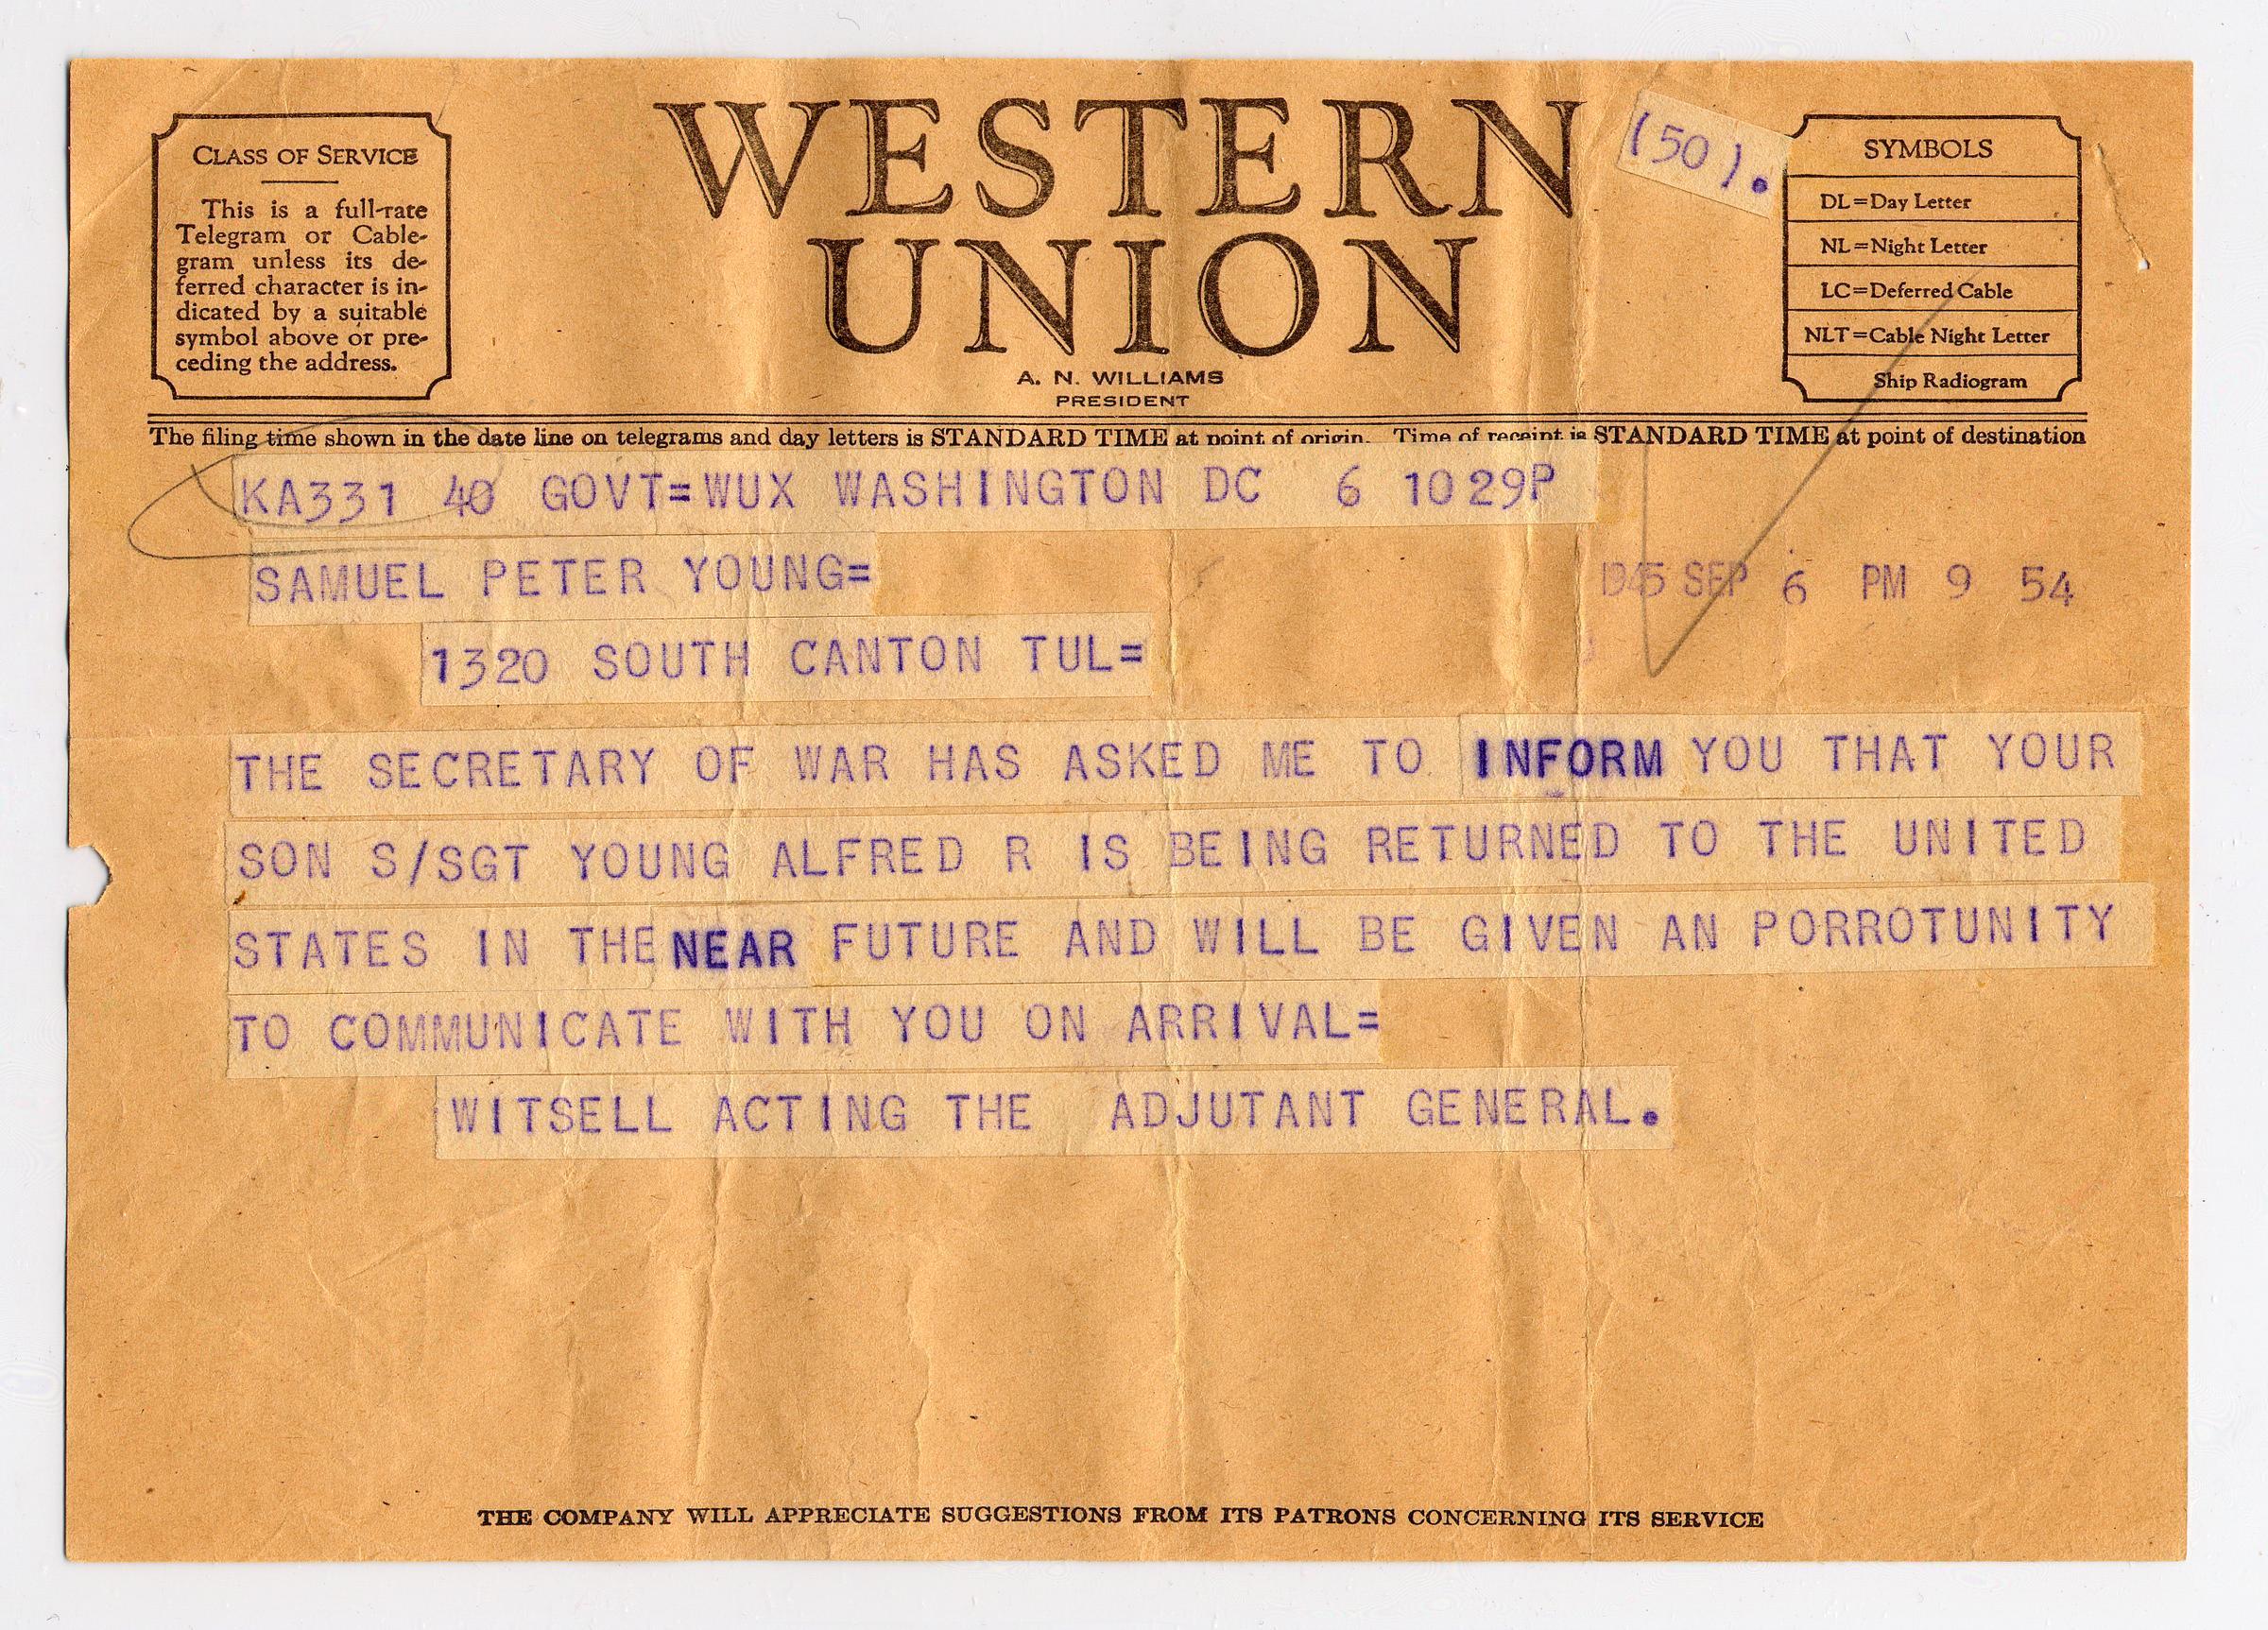 WESTERN
UNION
(50).
A. N. WILLIAMS
PRESIDENT
CLASS OF SERVICE
This is a full-rate
Telegram or Cable-
gram unless its de-
ferred character is in-
dicated by a suitable
symbol above or pre-
ceding the address.
SYMBOLS
DL=Day Letter
NL=Night Letter
LC=Deferred Cable
NLT=Cable Night Letter
Ship Radiogram
The filing time shown in the date line on telegrams and day letters is STANDARD TIME at point of origin. Time of receipt is STANDARD TIME at point of destination
KA331 40 GOVT=WUX WASHINGTON DC 6 1029P
SAMUEL PETER YOUNG=
1945 SEP 6 PM 9 54
1320 SOUTH CANTON TUL=
THE SECRETARY OF WAR HAS ASKED ME TO INFORM YOU THAT YOUR
SON S/SGT YOUNG ALFRED R IS BEING RETURNED TO THE UNITED
STATES IN THE NEAR FUTURE AND WILL BE GIVEN AN PORROTUNITY
TO COMMUNICATE WITH YOU ON ARRIVAL=
WITSELL ACTING THE ADJUTANT GENERAL.
THE COMPANY WILL APPRECIATE SUGGESTIONS FROM ITS PATRONS CONCERNING ITS SERVICE